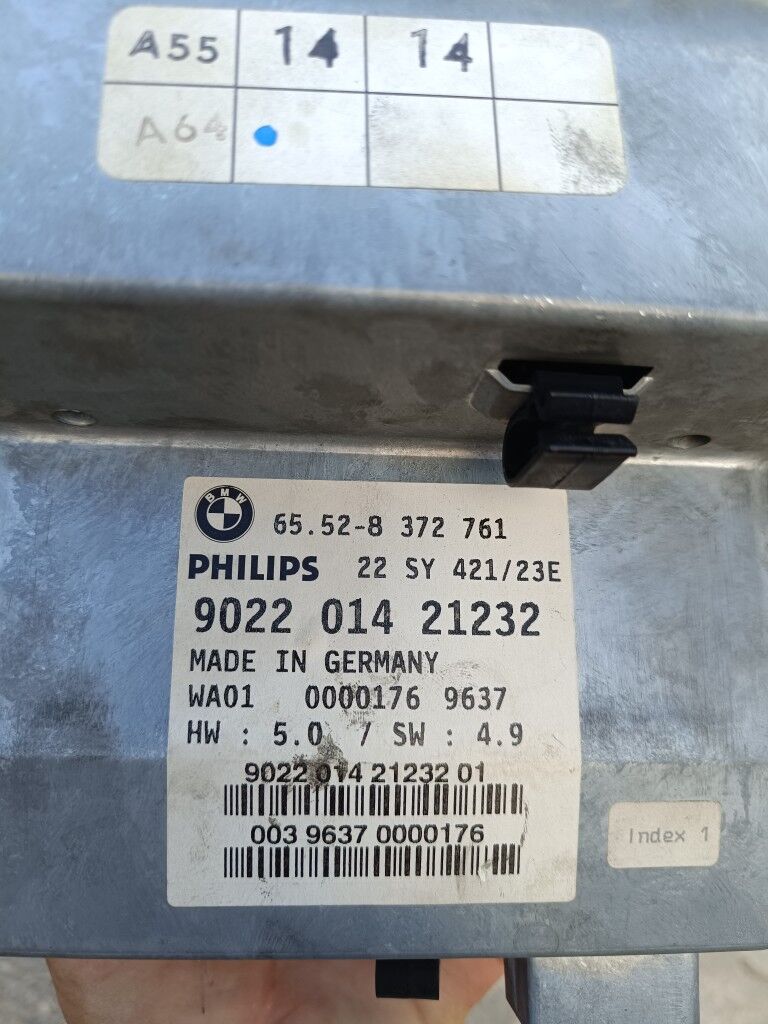 A55 14 14
A64
BMW 65.52-8 372 761
PHILIPS 22 SY 421/23E
9022 014 21232
MADE IN GERMANY
WA01 0000176 9637
HW : 5.0 / SW : 4.9
9022 014 21232 01
003 9637 0000176
Index 1